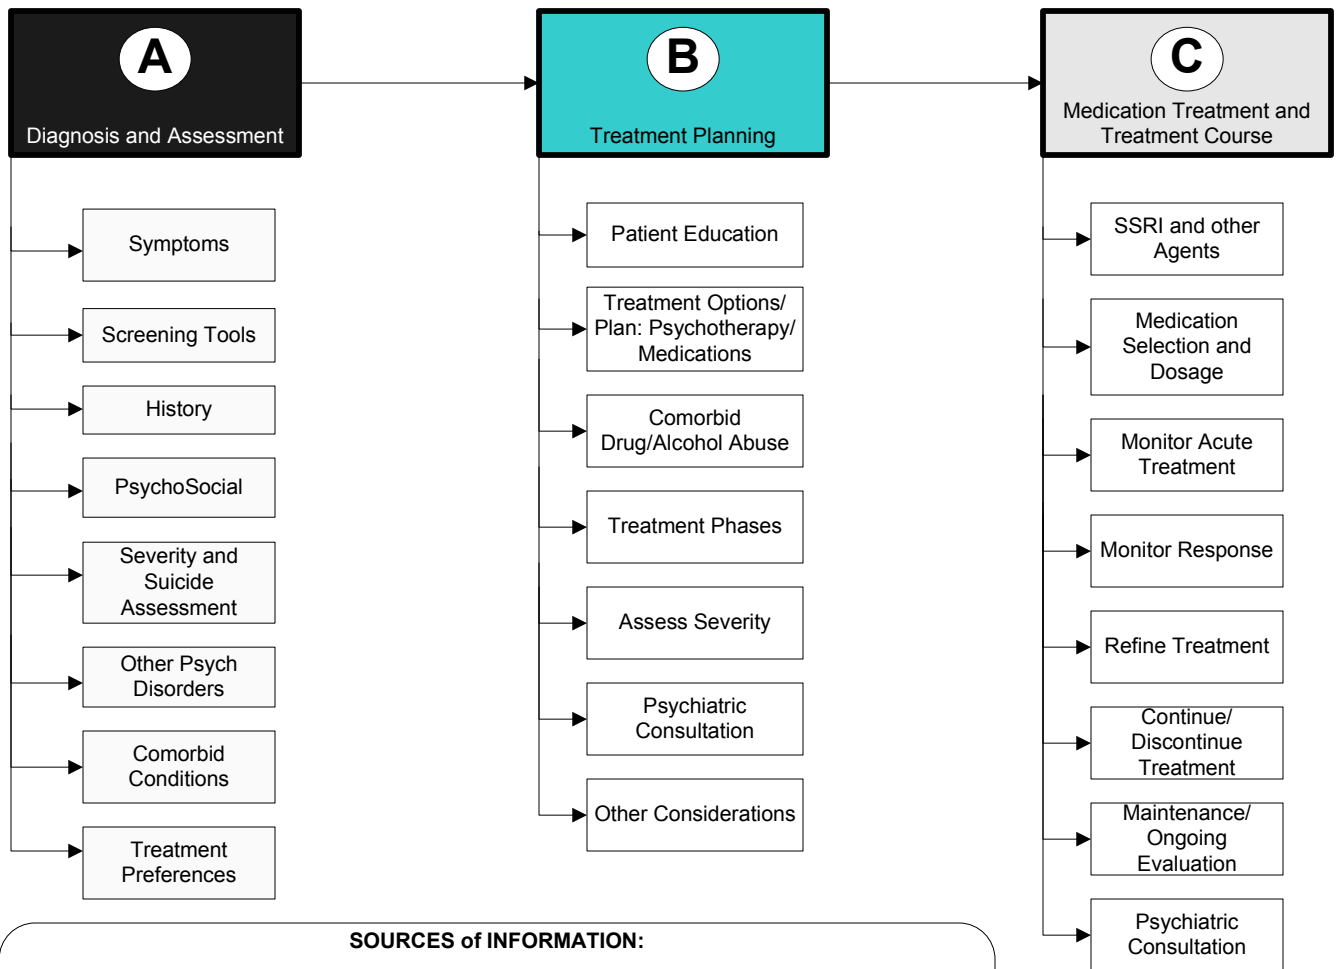 A
Diagnosis and Assessment
Symptoms
Screening Tools
History
PsychoSocial
Severity and
Suicide
Assessment
Other Psych
Disorders
Comorbid
Conditions
Treatment
Preferences
B
Treatment Planning
Patient Education
Treatment Options/
Plan: Psychotherapy/
Medications
Comorbid
Drug/Alcohol Abuse
Treatment Phases
Assess Severity
Psychiatric
Consultation
Other Considerations
C
Medication Treatment and
Treatment Course
SSRI and other
Agents
Medication
Selection and
Dosage
Monitor Acute
Treatment
Monitor Response
Refine Treatment
Continue/
Discontinue
Treatment
Maintenance/
Ongoing
Evaluation
Psychiatric
Consultation
SOURCES of INFORMATION: